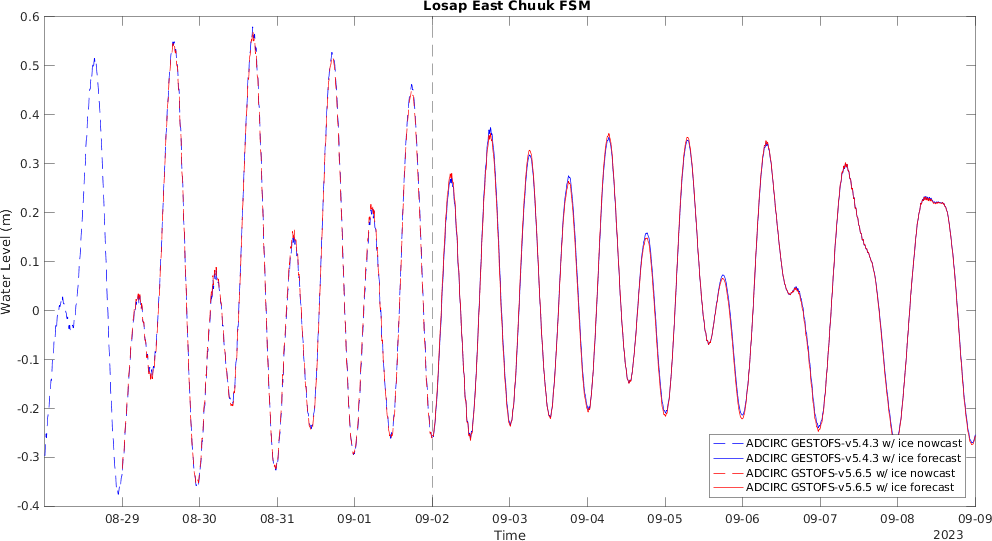 Losap East Chuuk FSM
0.6
0.5
0.4
0.3
0.2
0.1
0
-0.1
-0.2
-0.3
-0.4
Water Level (m)
ADCIRC GESTOFS-v5.4.3 w/ ice nowcast
ADCIRC GESTOFS-v5.4.3 w/ ice forecast
ADCIRC GSTOFS-v5.6.5 w/ ice nowcast
ADCIRC GSTOFS-v5.6.5 w/ ice forecast
08-29 08-30 08-31 09-01 09-02 09-03 09-04 09-05 09-06 09-07 09-08 09-09
Time
2023